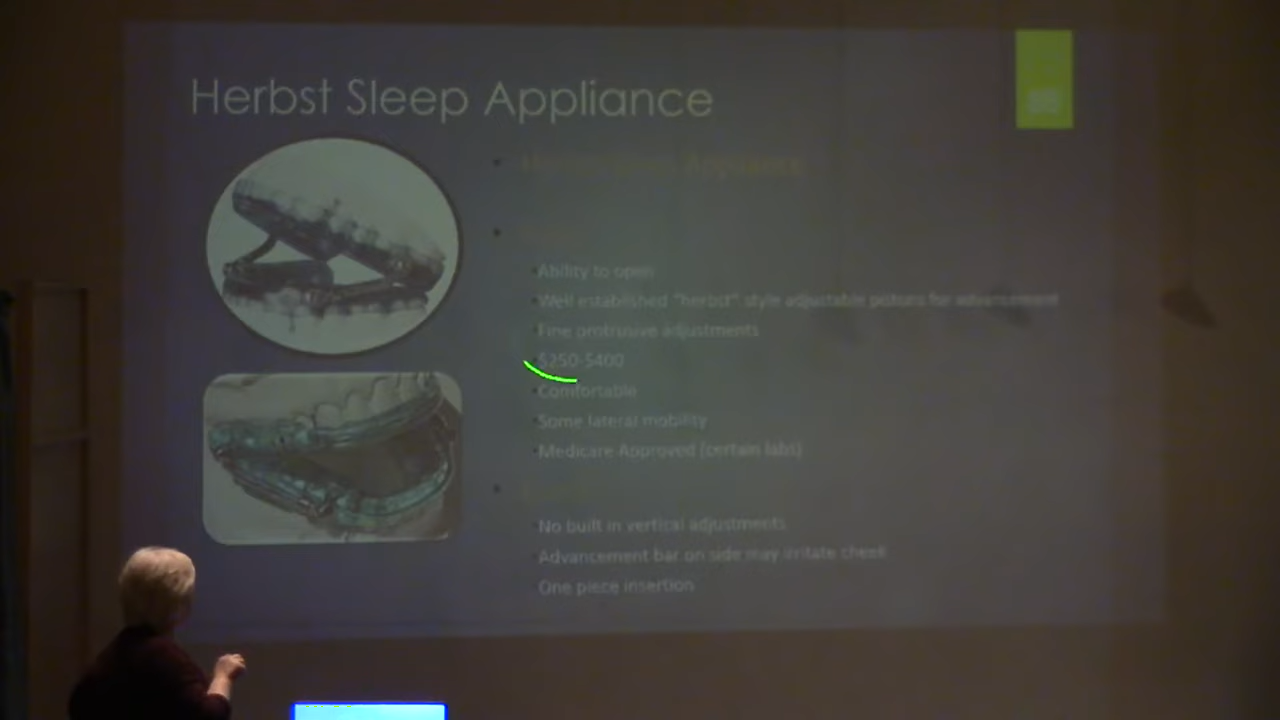 Herbst Sleep Appliance
Appliance
Ability to open
Well established "herbst" style adjustable pistons for advancement
Fine protrusive adjustments
$250-$400
Comfortable
Some lateral mobility
Medicare Approved (certain labs)
No built in vertical adjustments
Advancement bar on side may irritate cheek
One piece insertion